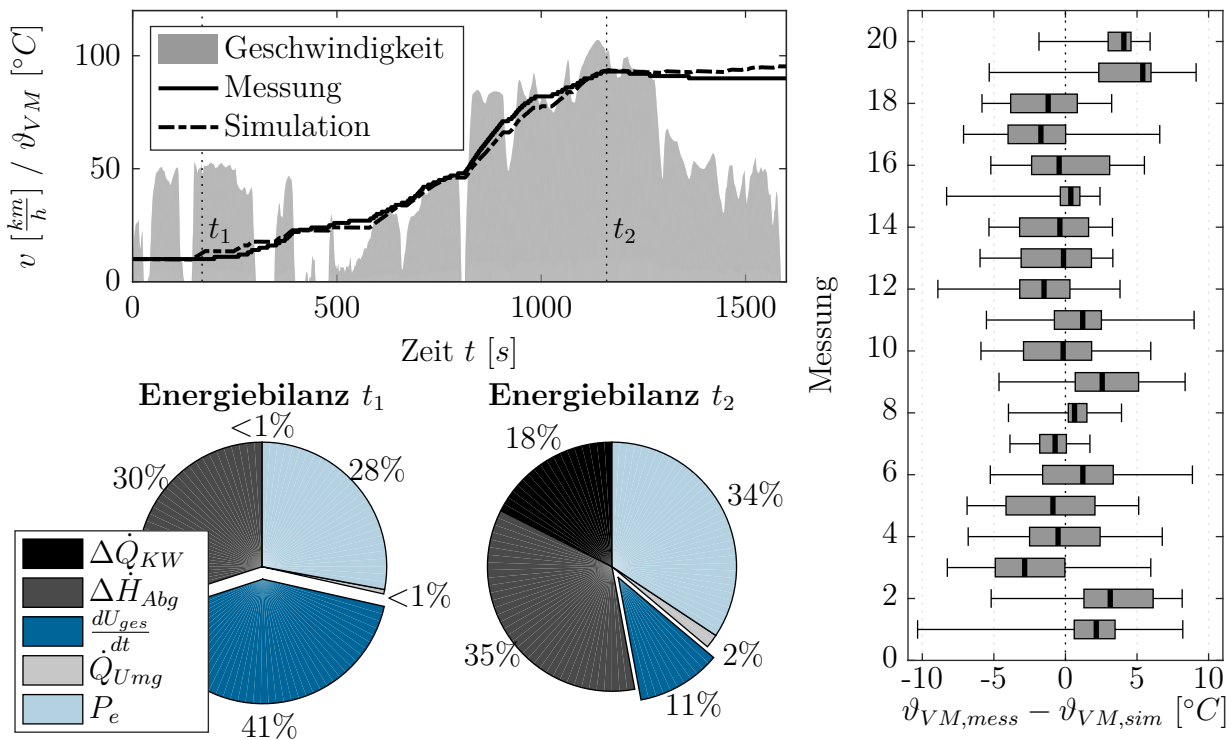 v [km/h] / ϑ_VM [°C]
100
50
0
Geschwindigkeit
Messung
Simulation
t_1
t_2
0
500
1000
1500
Zeit t [s]
Energiebilanz t_1
<1%
30%
28%
<1%
41%
ΔQ̇_KW
ΔḢ_Abg
dU_ges/dt
Q̇_Umg
P_e
Energiebilanz t_2
18%
34%
35%
2%
11%
Messung
20
18
16
14
12
10
8
6
4
2
0
-10
-5
0
5
10
ϑ_VM,mess − ϑ_VM,sim [°C]